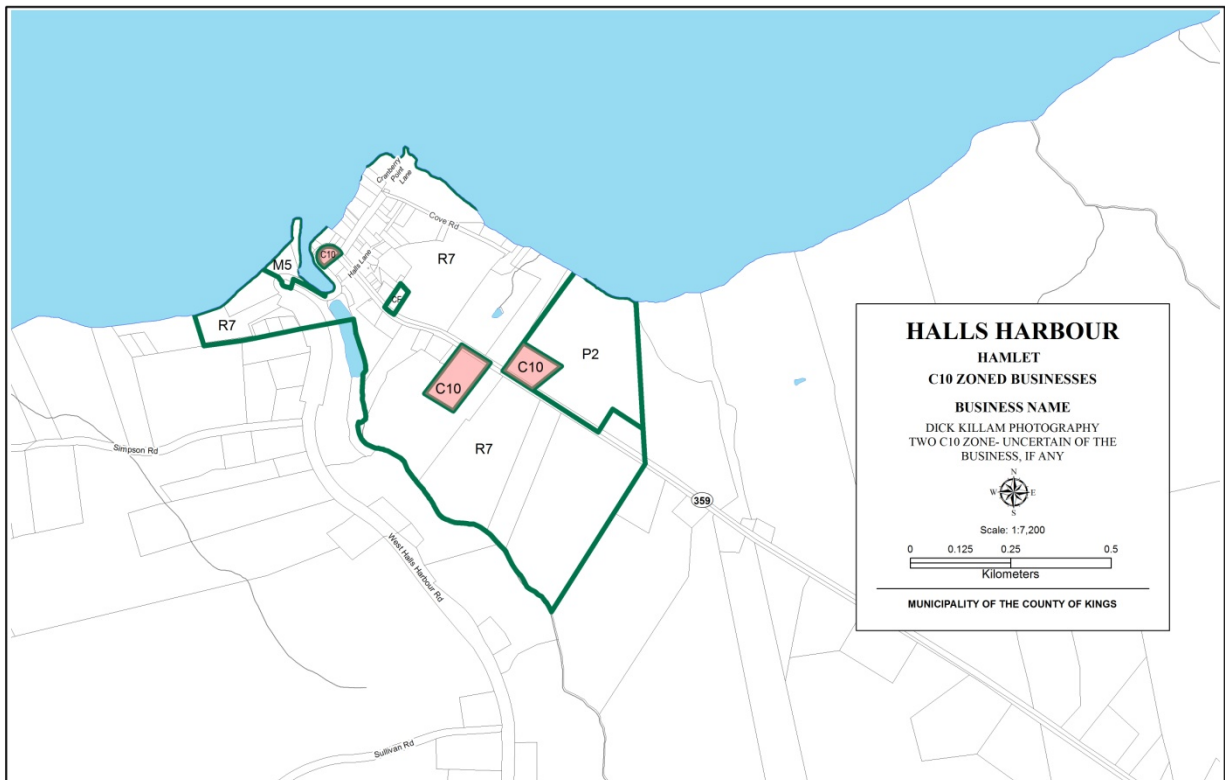 Cranberry
Point
Lane
Cove Rd
C10
M5
Halls Lane
R7
CF
R7
P2
C10
C10
R7
Simpson Rd
359
West Halls Harbour Rd
Sullivan Rd
HALLS HARBOUR
HAMLET
C10 ZONED BUSINESSES
BUSINESS NAME
DICK KILLAM PHOTOGRAPHY
TWO C10 ZONE- UNCERTAIN OF THE
BUSINESS, IF ANY
N
W E
S
Scale: 1:7,200
0 0.125 0.25 0.5
Kilometers
MUNICIPALITY OF THE COUNTY OF KINGS